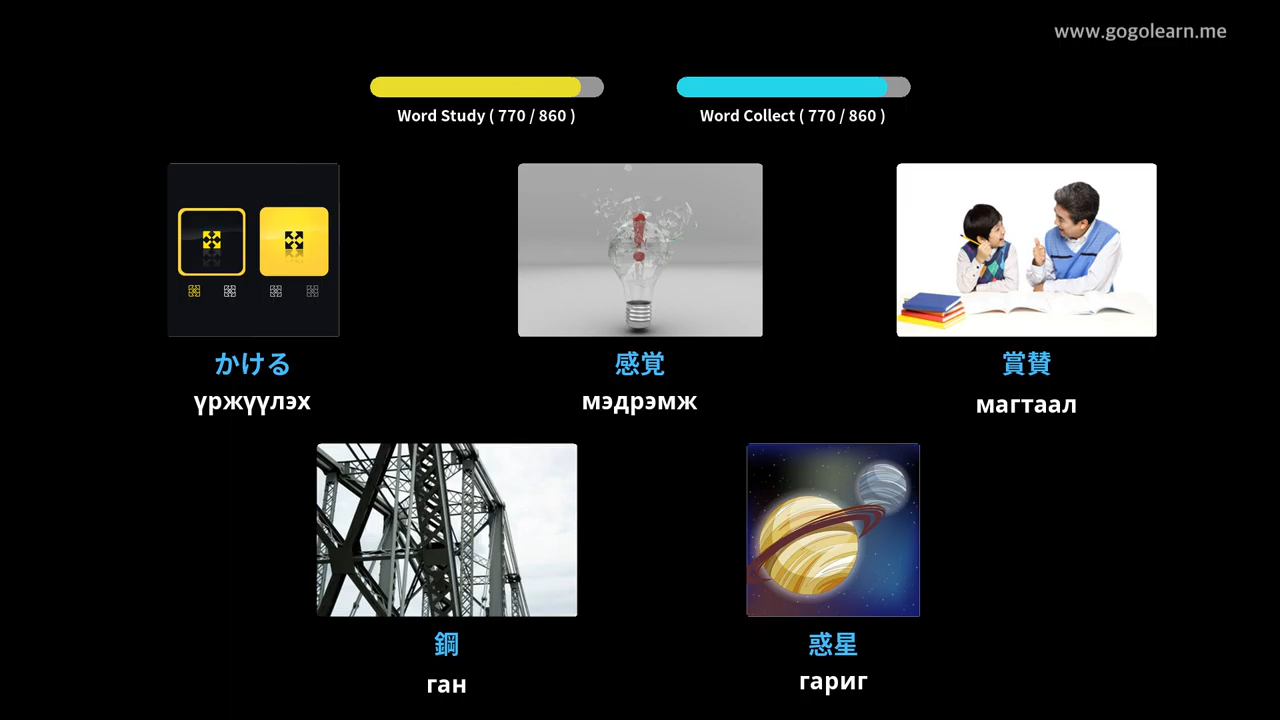 www.gogolearn.me
Word Study ( 770 / 860 )
Word Collect ( 770 / 860 )
かける
үржүүлэх
感覚
мэдрэмж
賞賛
магтаал
鋼
ган
惑星
гариг